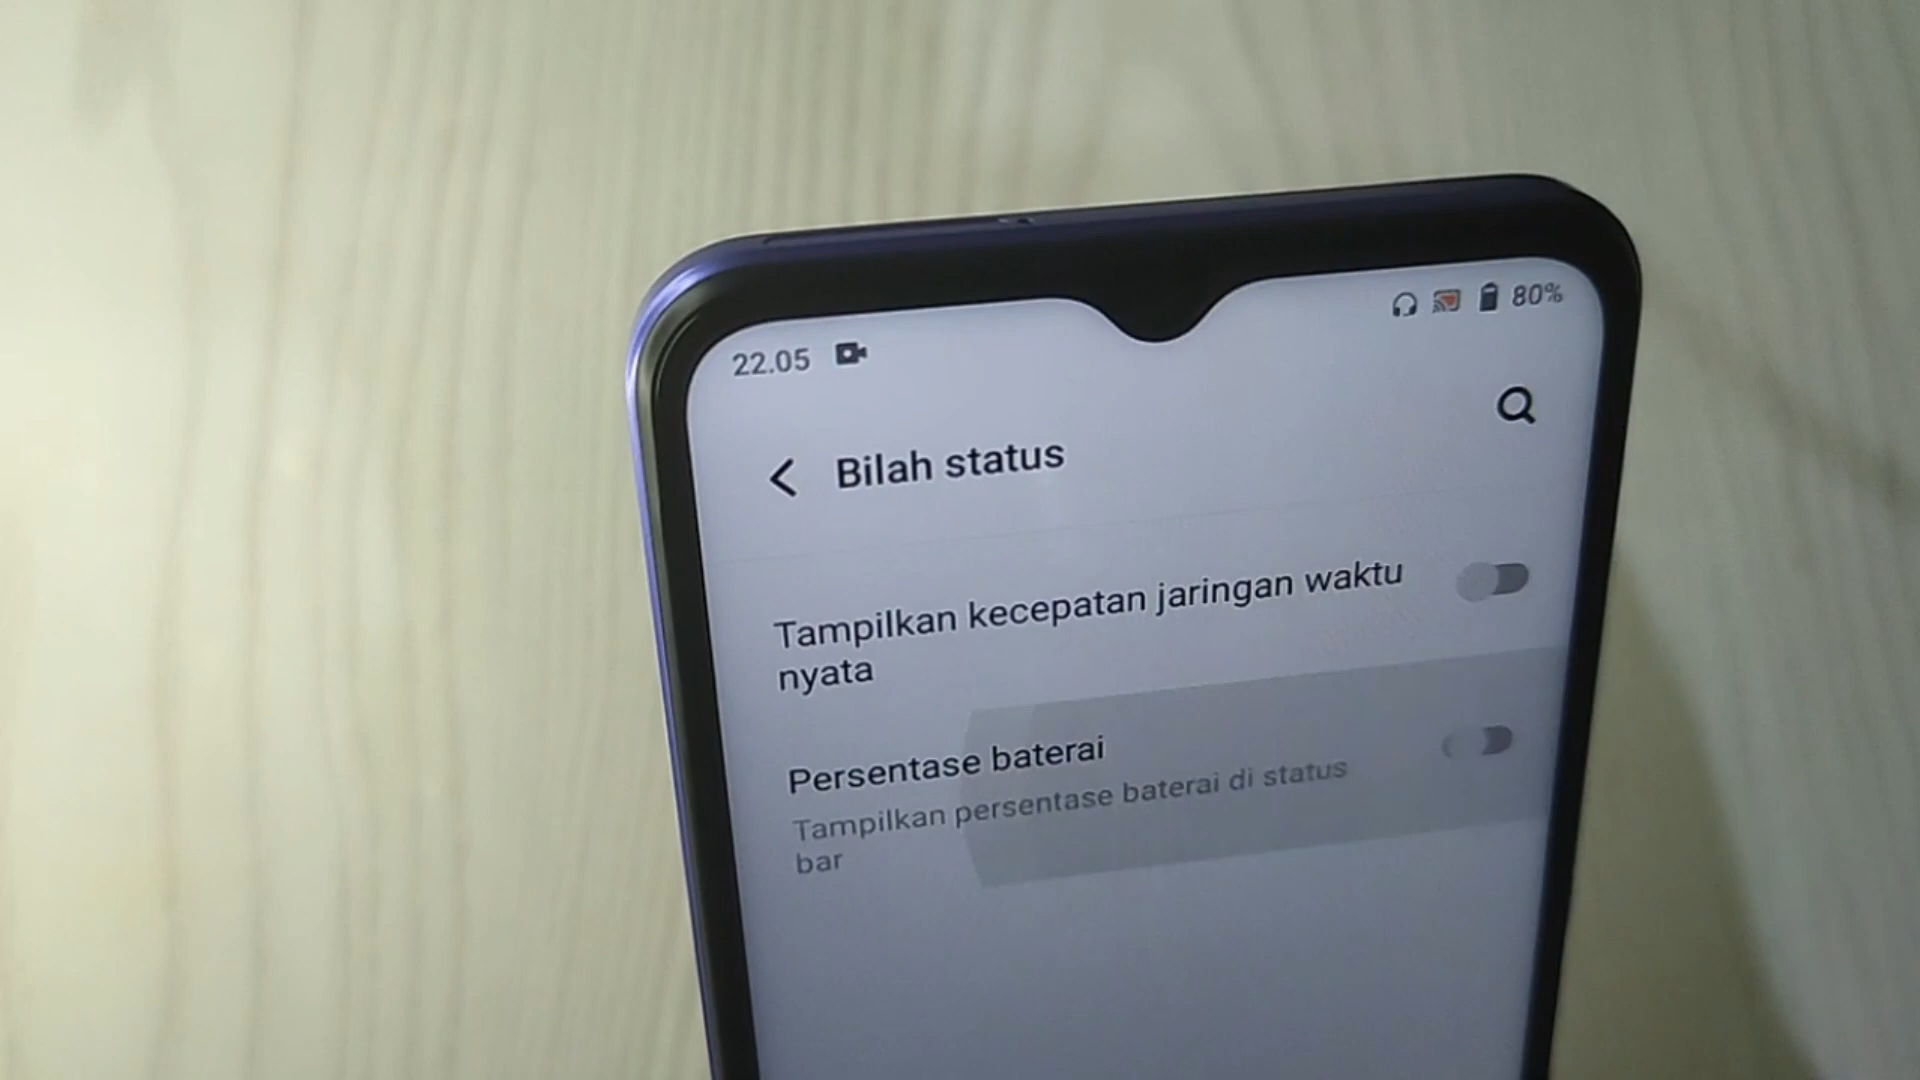 22.05
80%
Bilah status
Tampilkan kecepatan jaringan waktu
nyata
Persentase baterai
Tampilkan persentase baterai di status
bar